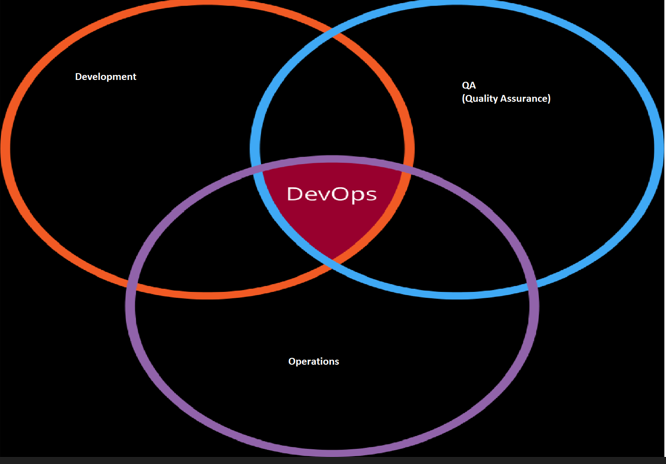 Development
QA
(Quality Assurance)
DevOps
Operations